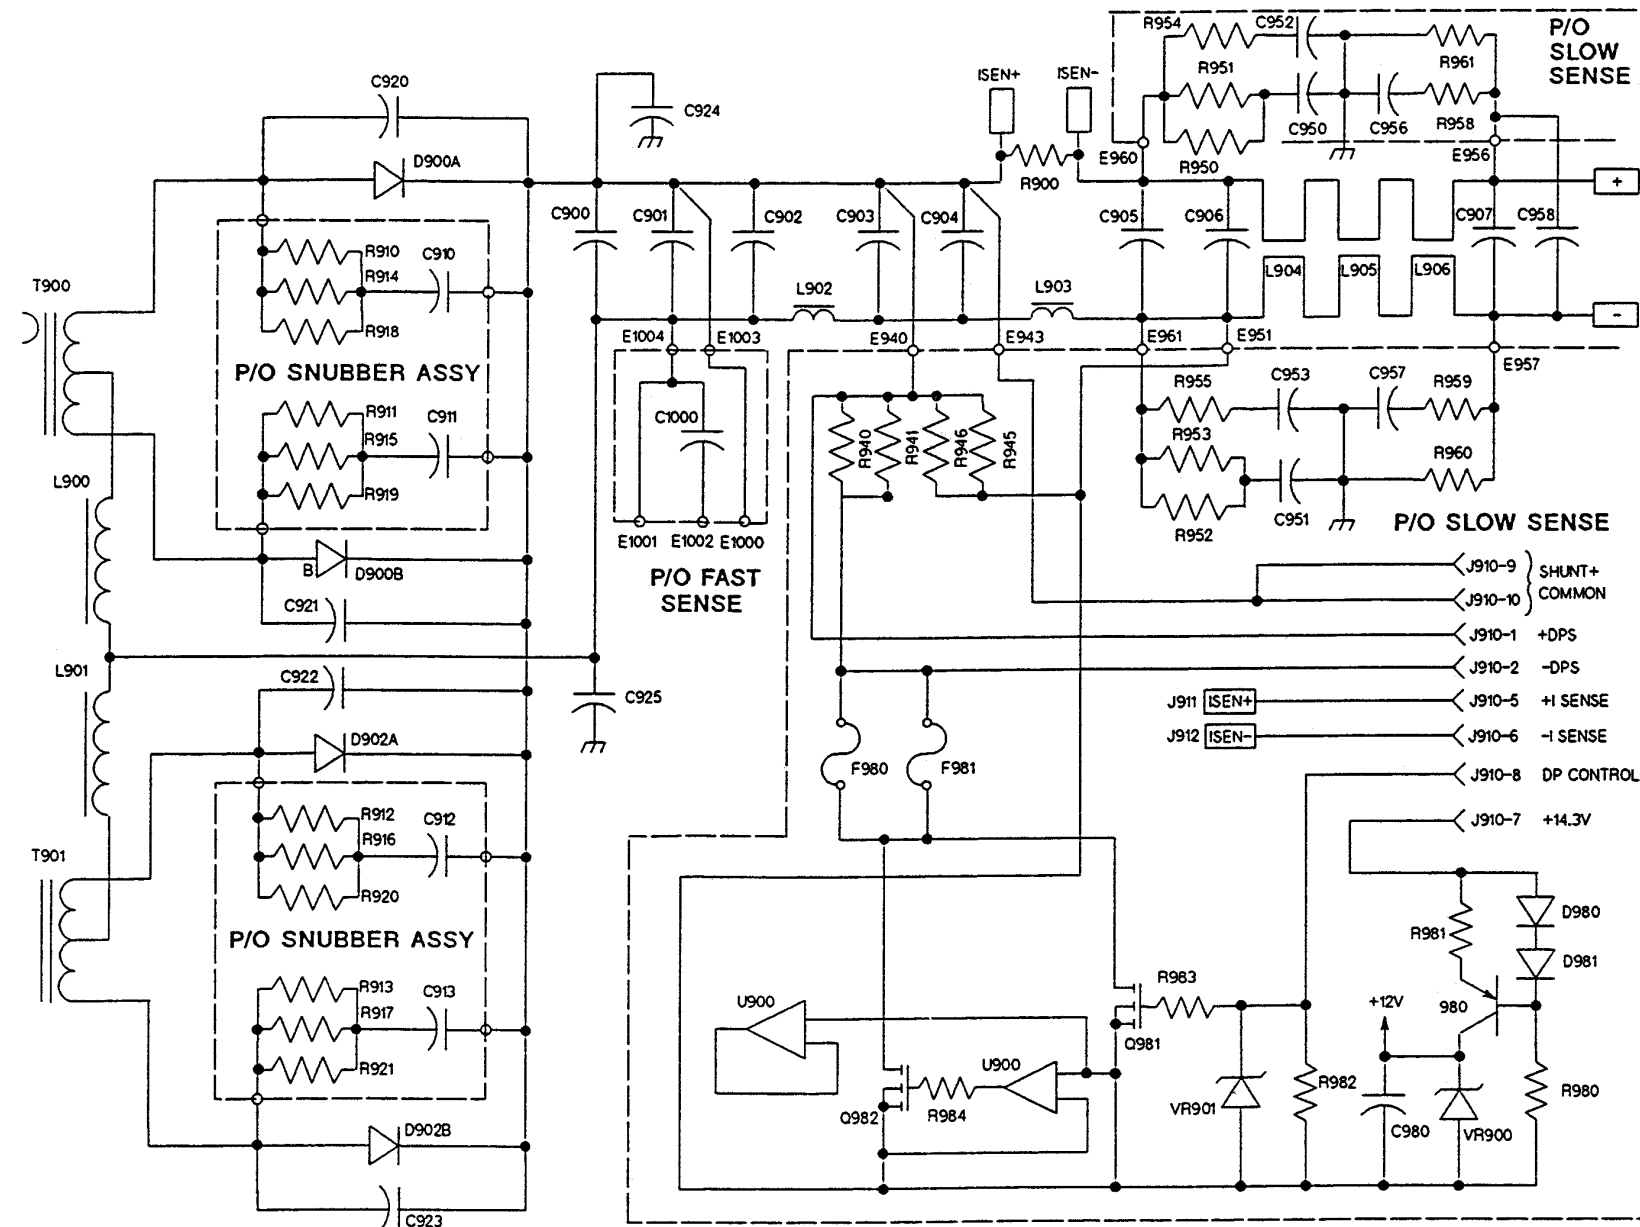 R954
C952
P/O
SLOW
SENSE
R961
C920
ISEN+
ISEN-
R951
C924
C950
C956
R958
D900A
E960
R950
E956
R900
+
R910
C910
R914
R918
C900
C901
C902
C903
C904
C905
C906
C907
C958
T900
L904
L905
L906
L902
L903
-
P/O SNUBBER ASSY
E1004
E1003
E940
E943
E961
E951
E957
R911
C911
R915
R919
C1000
R940
R941
R946
R945
R955
C953
C957
R959
R953
R960
R952
C951
L900
P/O SLOW SENSE
E1001
E1002
E1000
B
D900B
P/O FAST
SENSE
J910-9
SHUNT+
COMMON
J910-10
C921
J910-1 +DPS
L901
C922
J910-2 -DPS
C925
J911
ISEN+
J910-5 +I SENSE
J912
ISEN-
J910-6 -I SENSE
D902A
F980
F981
J910-8 DP CONTROL
R912
C912
R916
R920
J910-7 +14.3V
T901
D980
P/O SNUBBER ASSY
R981
D981
R913
C913
R917
R921
U900
R983
+12V
980
Q981
U900
Q982
R984
VR901
R982
C980
VR900
R980
D902B
C923